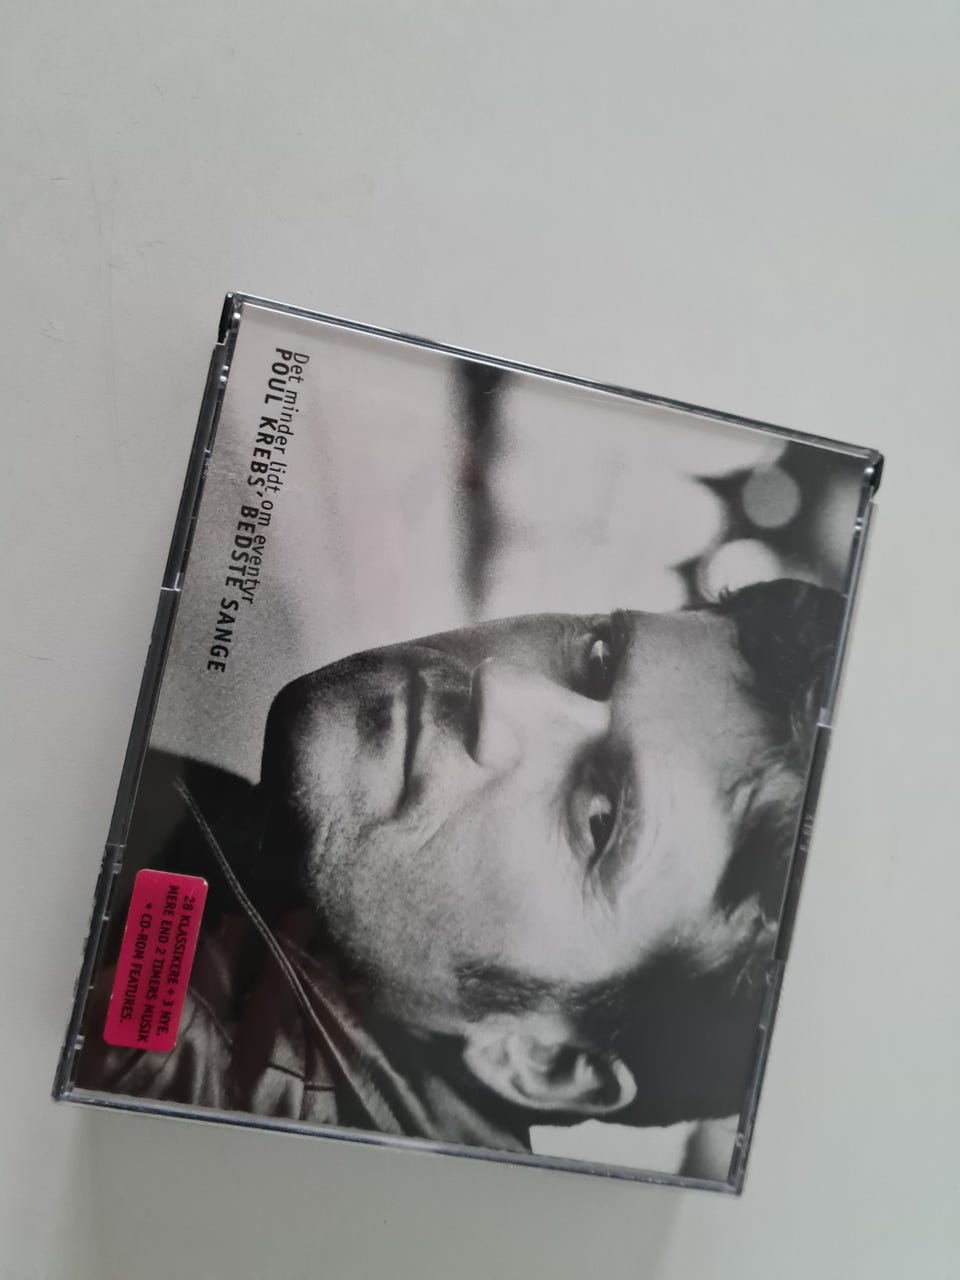 Det minder lidt om eventyr
POUL KREBS' BEDSTE SANGE
28 KLASSIKERE + 3 NYE.
MERE END 2 TIMERS MUSIK
+ CD-ROM FEATURES.